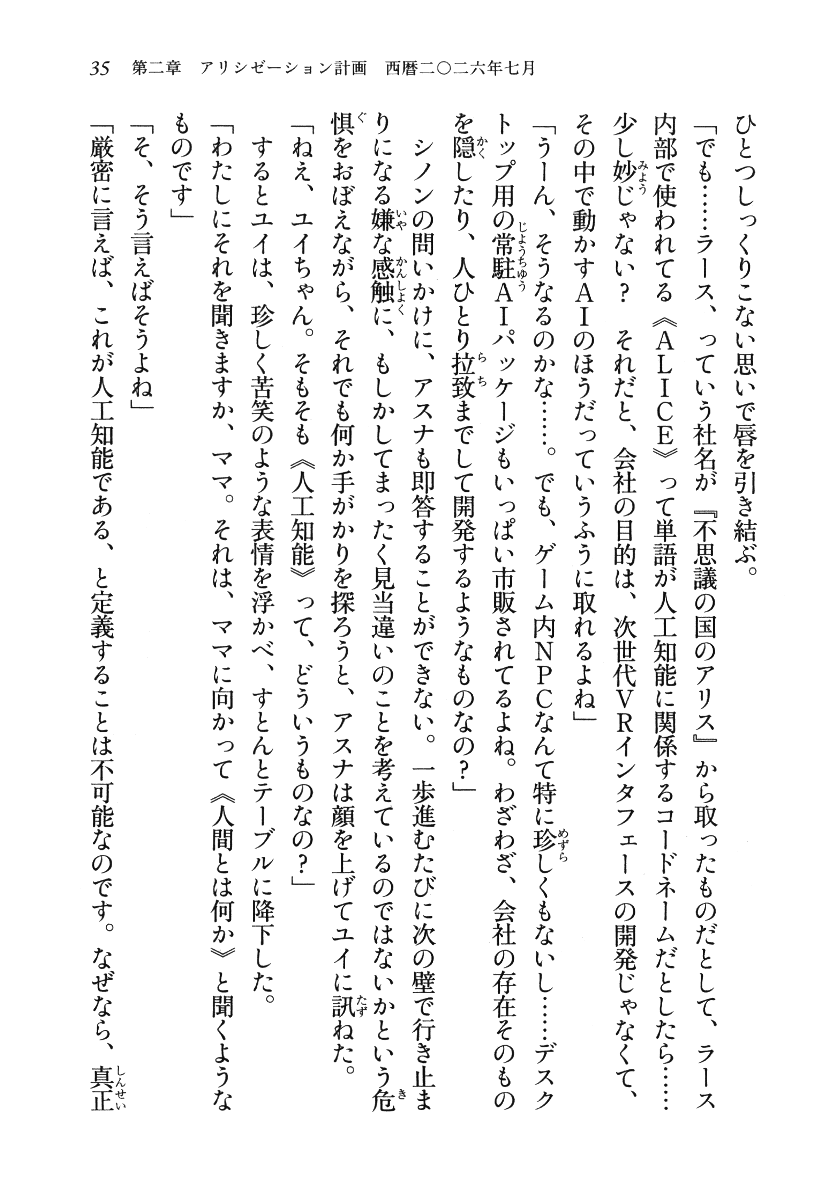 35　第二章　アリシゼーション計画　西暦二〇二六年七月
ひとつしっくりこない思いで唇を引き結ぶ。
「でも……ラース、っていう社名が『不思議の国のアリス』から取ったものだとして、ラース
内部で使われてる《ＡＬＩＣＥ》って単語が人工知能に関係するコードネームだとしたら……
少し妙じゃない？　それだと、会社の目的は、次世代ＶＲインタフェースの開発じゃなくて、
その中で動かすＡＩのほうだっていうふうに取れるよね」
「うーん、そうなるのかな……。でも、ゲーム内ＮＰＣなんて特に珍しくもないし……デスク
トップ用の常駐ＡＩパッケージもいっぱい市販されてるよね。わざわざ、会社の存在そのもの
を隠したり、人ひとり拉致までして開発するようなものなの？」
　シノンの問いかけに、アスナも即答することができない。一歩進むたびに次の壁で行き止ま
りになる嫌な感触に、もしかしてまったく見当違いのことを考えているのではないかという危
惧をおぼえながら、それでも何か手がかりを探ろうと、アスナは顔を上げてユイに訊ねた。
「ねえ、ユイちゃん。そもそも《人工知能》って、どういうものなの？」
　するとユイは、珍しく苦笑のような表情を浮かべ、すとんとテーブルに降下した。
「わたしにそれを聞きますか、ママ。それは、ママに向かって《人間とは何か》と聞くような
ものです」
「そ、そう言えばそうよね」
「厳密に言えば、これが人工知能である、と定義することは不可能なのです。なぜなら、真正